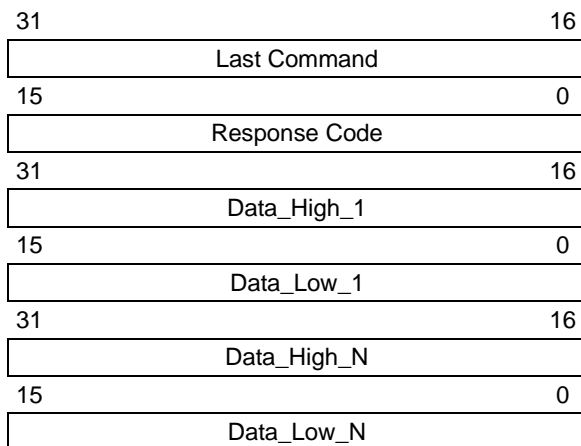 31 16
Last Command
15 0
Response Code
31 16
Data_High_1
15 0
Data_Low_1
31 16
Data_High_N
15 0
Data_Low_N